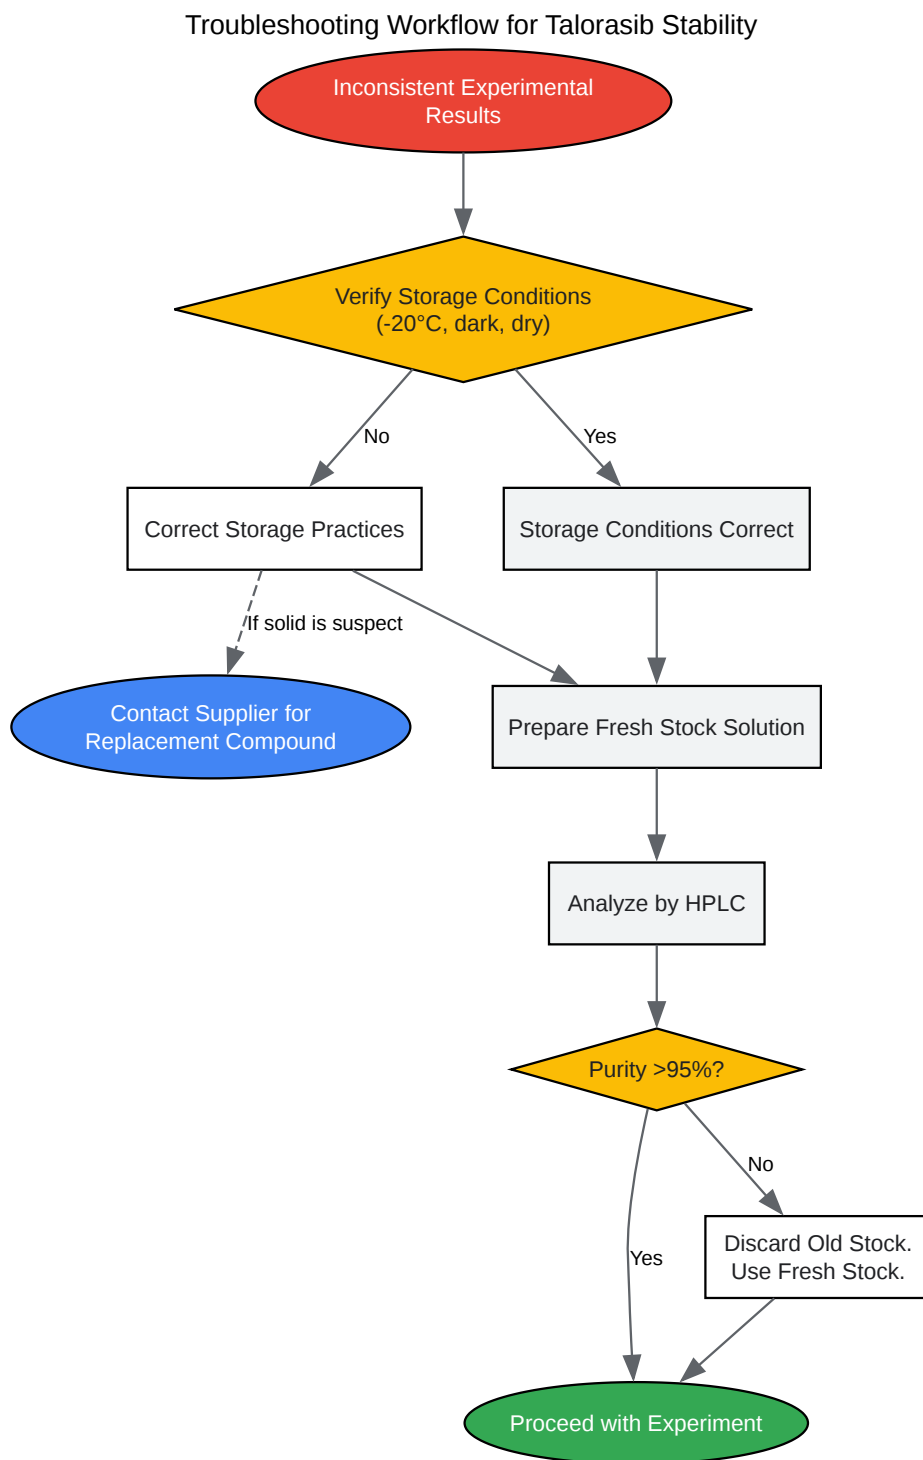 Troubleshooting Workflow for Talorasib Stability
Inconsistent Experimental
Results
Verify Storage Conditions
(-20°C, dark, dry)
No
Yes
Correct Storage Practices
Storage Conditions Correct
If solid is suspect
Contact Supplier for
Replacement Compound
Prepare Fresh Stock Solution
Analyze by HPLC
Purity >95%?
No
Yes
Discard Old Stock.
Use Fresh Stock.
Proceed with Experiment